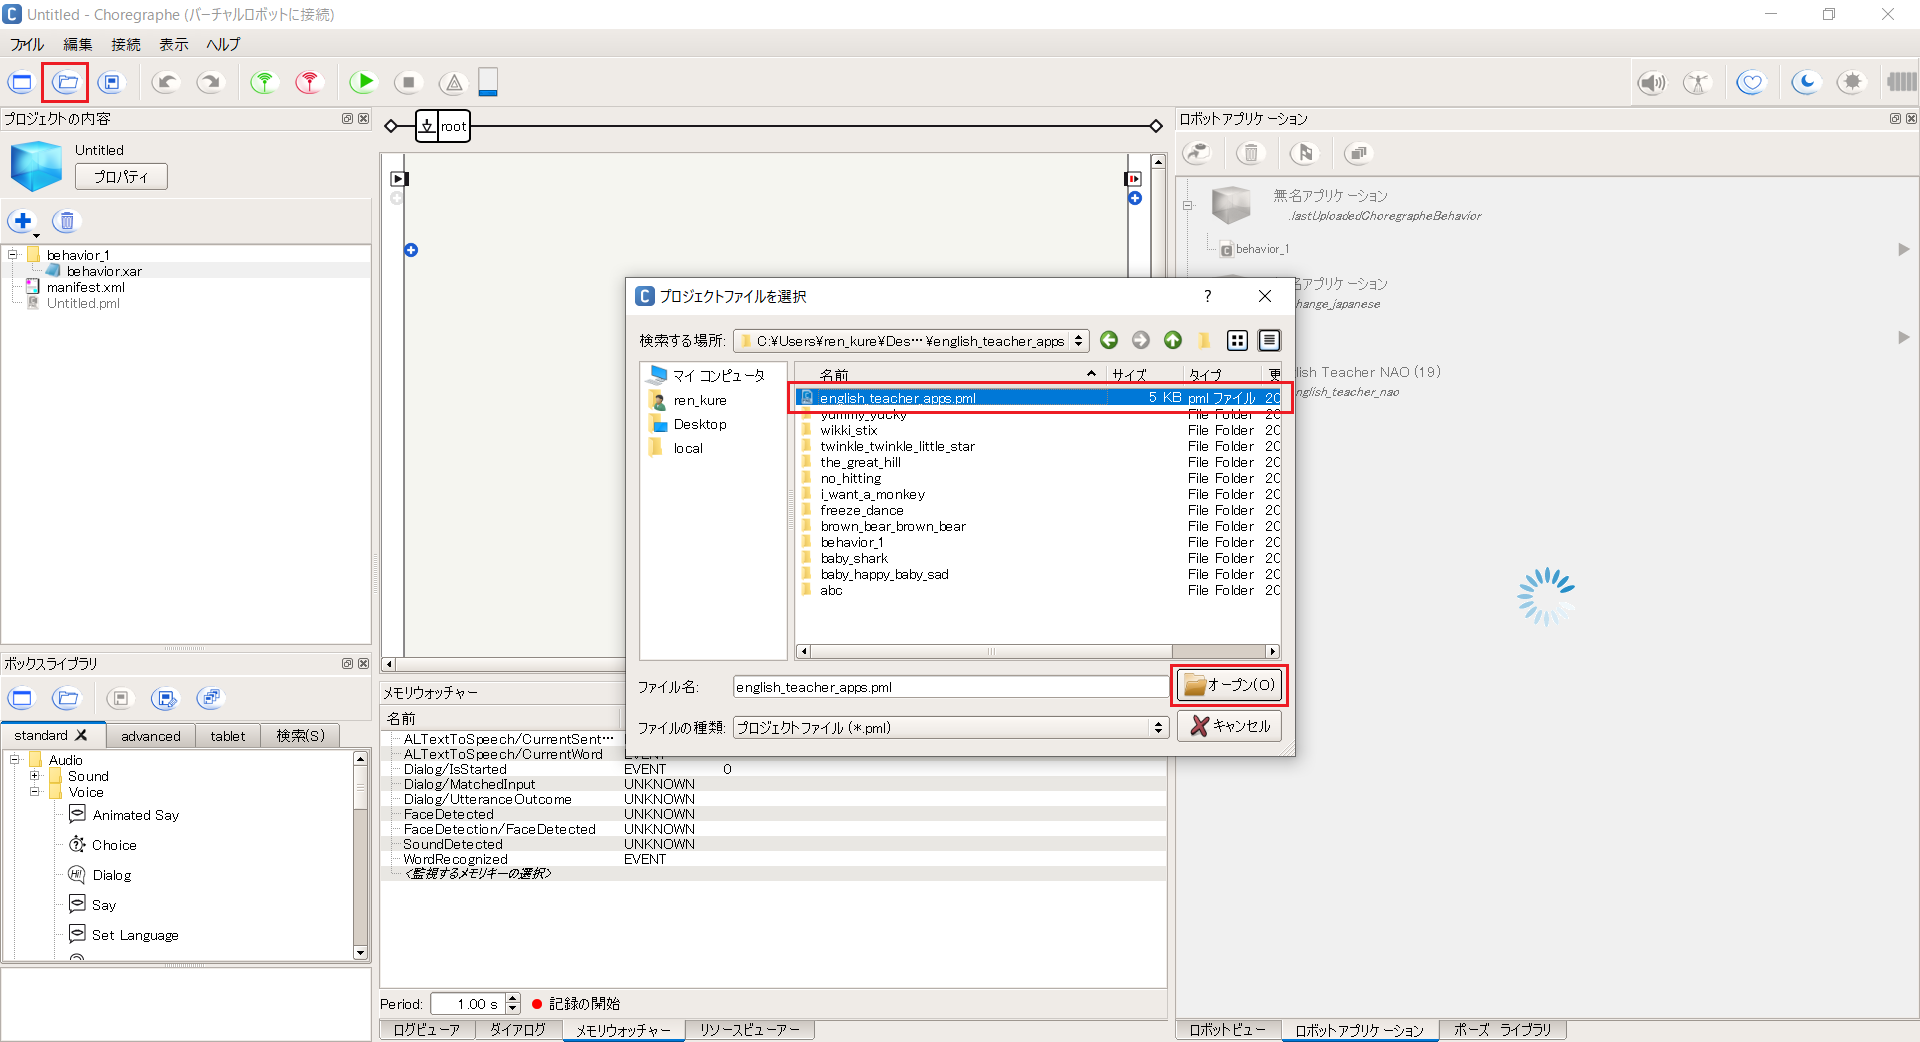 Untitled - Choregraphe (バーチャルロボットに接続)
ファイル 編集 接続 表示 ヘルプ
プロジェクトの内容
Untitled
プロパティ
behavior_1
behavior.xar
manifest.xml
Untitled.pml
ボックスライブラリ
standard advanced tablet 検索(S)
Audio
Sound
Voice
Animated Say
Choice
Dialog
Say
Set Language
root
プロジェクトファイルを選択
検索する場所: C:¥Users¥ren_kure¥Des… ¥english_teacher_apps
マイ コンピュータ
ren_kure
Desktop
local
名前 サイズ タイプ 更
english_teacher_apps.pml 5 KB pml ファイル 20
yummy_yucky File Folder 20
wikki_stix File Folder 20
twinkle_twinkle_little_star File Folder 20
the_great_hill File Folder 20
no_hitting File Folder 20
i_want_a_monkey File Folder 20
freeze_dance File Folder 20
brown_bear_brown_bear File Folder 20
behavior_1 File Folder 20
baby_shark File Folder 20
baby_happy_baby_sad File Folder 20
abc File Folder 20
ファイル名: english_teacher_apps.pml オープン(O)
ファイルの種類: プロジェクトファイル (*.pml) キャンセル
メモリウォッチャー
名前
ALTextToSpeech/CurrentSent…
ALTextToSpeech/CurrentWord EVENT
Dialog/IsStarted EVENT 0
Dialog/MatchedInput UNKNOWN
Dialog/UtteranceOutcome UNKNOWN
FaceDetected UNKNOWN
FaceDetection/FaceDetected UNKNOWN
SoundDetected UNKNOWN
WordRecognized EVENT
<監視するメモリキーの選択>
Period: 1.00 s 記録の開始
ログビューア ダイアログ メモリウォッチャー リソースビューアー
ロボットアプリケーション
無名アプリケーション
.lastUploadedChoregrapheBehavior
behavior_1
名アプリケーション
hange_japanese
lish Teacher NAO (19)
nglish_teacher_nao
ロボットビュー ロボットアプリケーション ポーズ ライブラリ